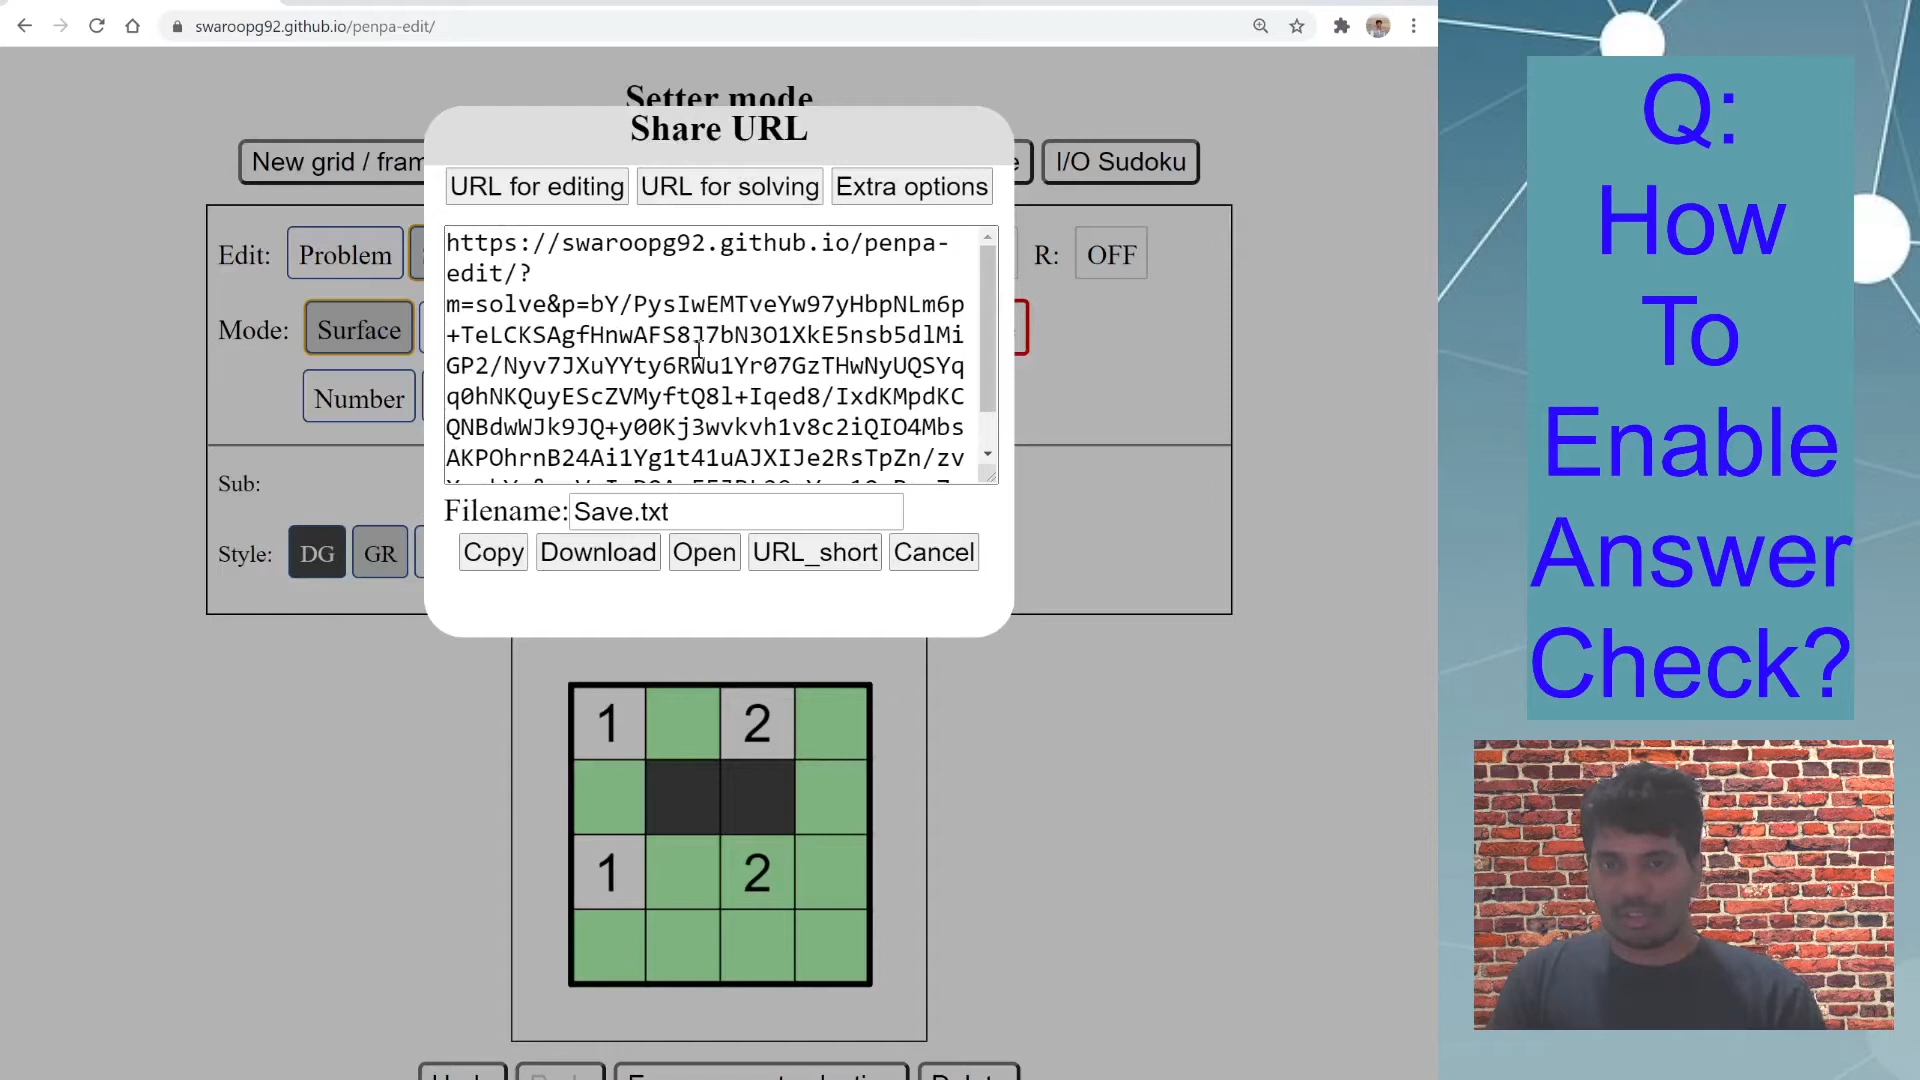 swaroopg92.github.io/penpa-edit/
Setter mode
Share URL
New grid / fram
I/O Sudoku
URL for editing
URL for solving
Extra options
https://swaroopg92.github.io/penpa-
edit/?
m=solve&p=bY/PysIwEMTveYw97yHbpNLm6p
+TeLCKSAgfHnwAFS8J7bN3O1XkE5nsb5dlMi
GP2/Nyv7JXuYYty6RWu1Yr07GzTHwNyUQSYq
q0hNKQuyEScZVMyftQ8l+Iqed8/IxdKMpdKC
QNBdwWJk9JQ+y00Kj3wvkvh1v8c2iQIO4Mbs
AKPOhrnB24Ai1Yg1t41uAJXIJe2RsTpZn/zv
Edit:
Problem
R:
OFF
Mode:
Surface
Number
Sub:
Style:
DG
GR
Filename:
Save.txt
Copy
Download
Open
URL_short
Cancel
1 2
1 2
Q:
How
To
Enable
Answer
Check?